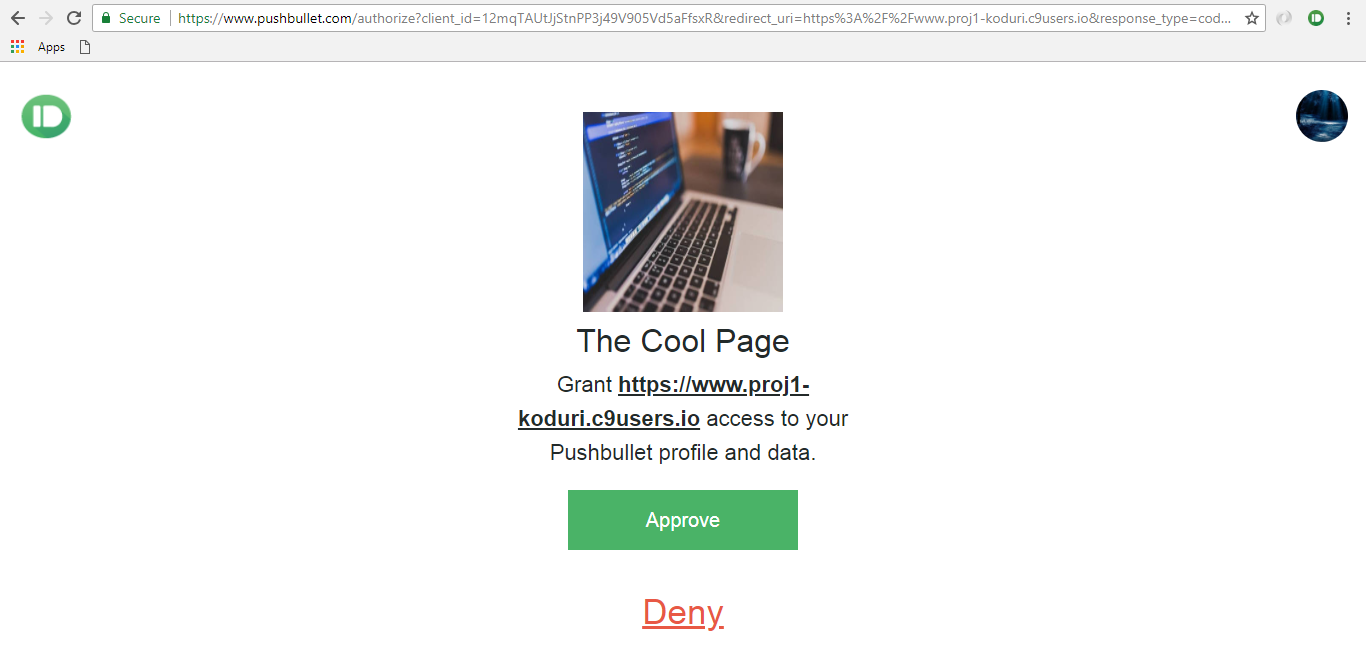 Secure
https://www.pushbullet.com/authorize?client_id=12mqTAUtJjStnPP3j49V905Vd5aFfsxR&redirect_uri=https%3A%2F%2Fwww.proj1-koduri.c9users.io&response_type=cod...
Apps
The Cool Page
Grant https://www.proj1-
koduri.c9users.io access to your
Pushbullet profile and data.
Approve
Deny